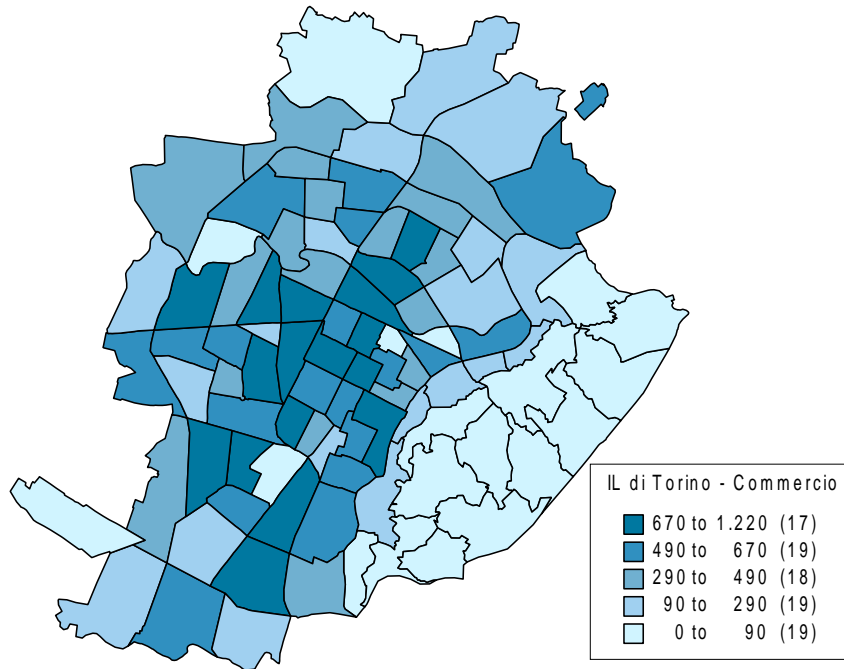 IL di Torino - Commercio
670 to 1.220 (17)
490 to 670 (19)
290 to 490 (18)
90 to 290 (19)
0 to 90 (19)